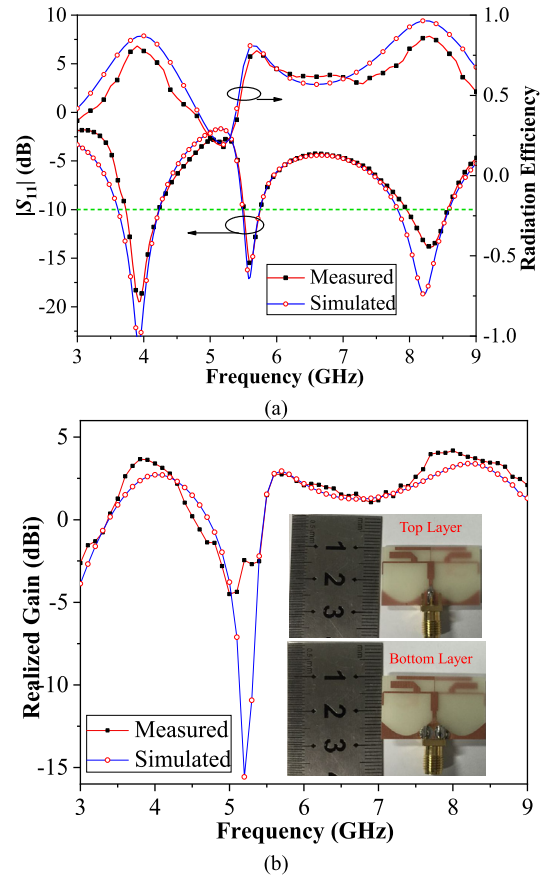 10
5
0
-5
-10
-15
-20
|S11| (dB)
1.0
0.5
0.0
-0.5
-1.0
Radiation Efficiency
Measured
Simulated
3 4 5 6 7 8 9
Frequency (GHz)
(a)
5
0
-5
-10
-15
Realized Gain (dBi)
Top Layer
1
2
3
Bottom Layer
1
2
3
Measured
Simulated
3 4 5 6 7 8 9
Frequency (GHz)
(b)